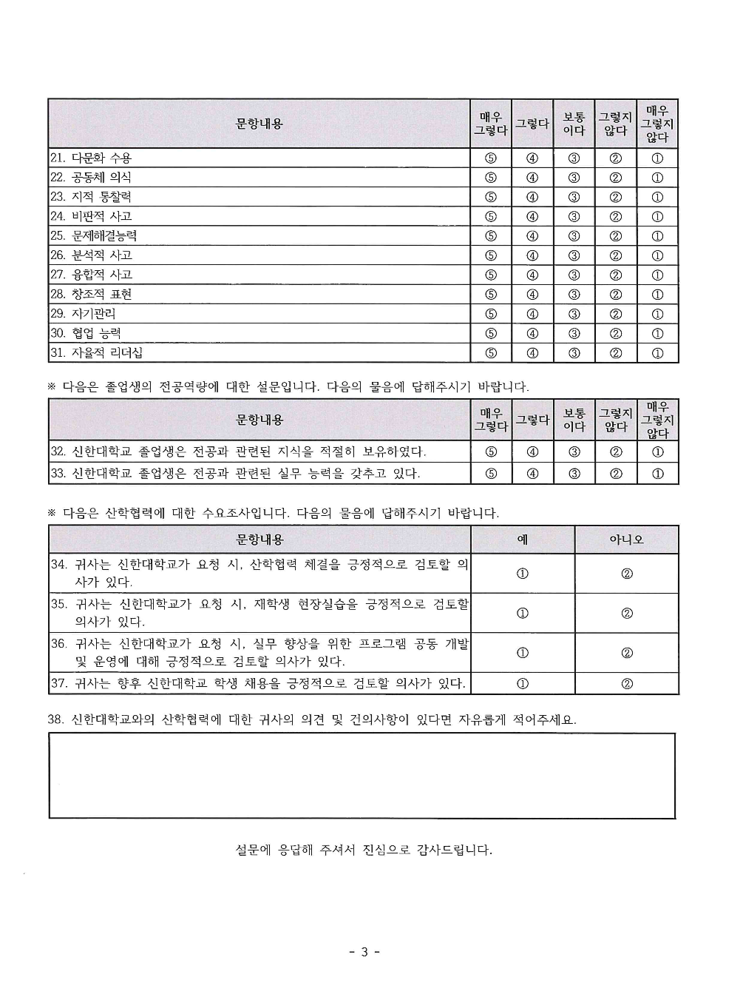 문항내용 매우 그렇다 그렇다 보통 이다 그렇지 않다 매우 그렇지 않다
21. 다문화 수용 ⑤ ④ ③ ② ①
22. 공동체 의식 ⑤ ④ ③ ② ①
23. 지적 통찰력 ⑤ ④ ③ ② ①
24. 비판적 사고 ⑤ ④ ③ ② ①
25. 문제해결능력 ⑤ ④ ③ ② ①
26. 분석적 사고 ⑤ ④ ③ ② ①
27. 융합적 사고 ⑤ ④ ③ ② ①
28. 창조적 표현 ⑤ ④ ③ ② ①
29. 자기관리 ⑤ ④ ③ ② ①
30. 협업 능력 ⑤ ④ ③ ② ①
31. 자율적 리더십 ⑤ ④ ③ ② ①
※ 다음은 졸업생의 전공역량에 대한 설문입니다. 다음의 물음에 답해주시기 바랍니다.
문항내용 매우 그렇다 그렇다 보통 이다 그렇지 않다 매우 그렇지 않다
32. 신한대학교 졸업생은 전공과 관련된 지식을 적절히 보유하였다. ⑤ ④ ③ ② ①
33. 신한대학교 졸업생은 전공과 관련된 실무 능력을 갖추고 있다. ⑤ ④ ③ ② ①
※ 다음은 산학협력에 대한 수요조사입니다. 다음의 물음에 답해주시기 바랍니다.
문항내용 예 아니오
34. 귀사는 신한대학교가 요청 시, 산학협력 체결을 긍정적으로 검토할 의
사가 있다. ① ②
35. 귀사는 신한대학교가 요청 시, 재학생 현장실습을 긍정적으로 검토할
의사가 있다. ① ②
36. 귀사는 신한대학교가 요청 시, 실무 향상을 위한 프로그램 공동 개발
및 운영에 대해 긍정적으로 검토할 의사가 있다. ① ②
37. 귀사는 향후 신한대학교 학생 채용을 긍정적으로 검토할 의사가 있다. ① ②
38. 신한대학교와의 산학협력에 대한 귀사의 의견 및 건의사항이 있다면 자유롭게 적어주세요.
설문에 응답해 주셔서 진심으로 감사드립니다.
- 3 -